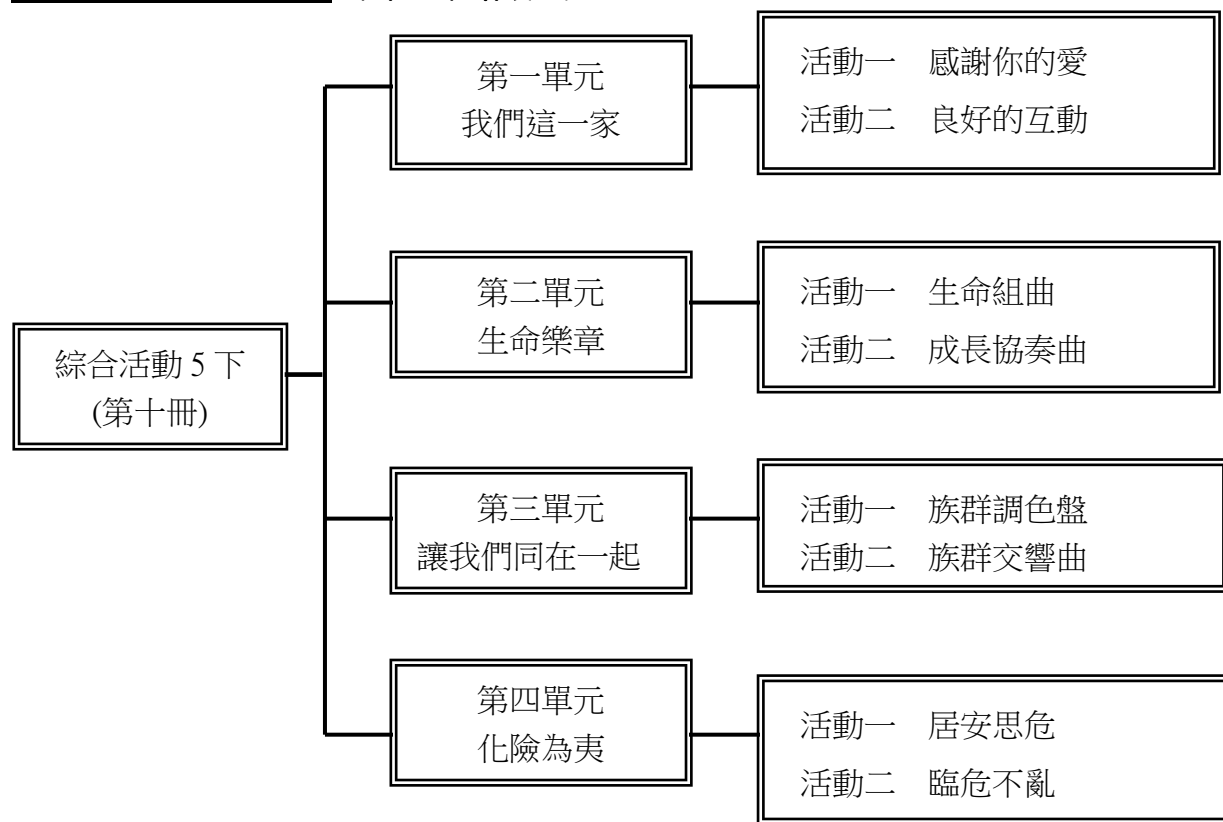 綜合活動 5 下
(第十冊)
第一單元
我們這一家
活動一　感謝你的愛
活動二　良好的互動
第二單元
生命樂章
活動一　生命組曲
活動二　成長協奏曲
第三單元
讓我們同在一起
活動一　族群調色盤
活動二　族群交響曲
第四單元
化險為夷
活動一　居安思危
活動二　臨危不亂